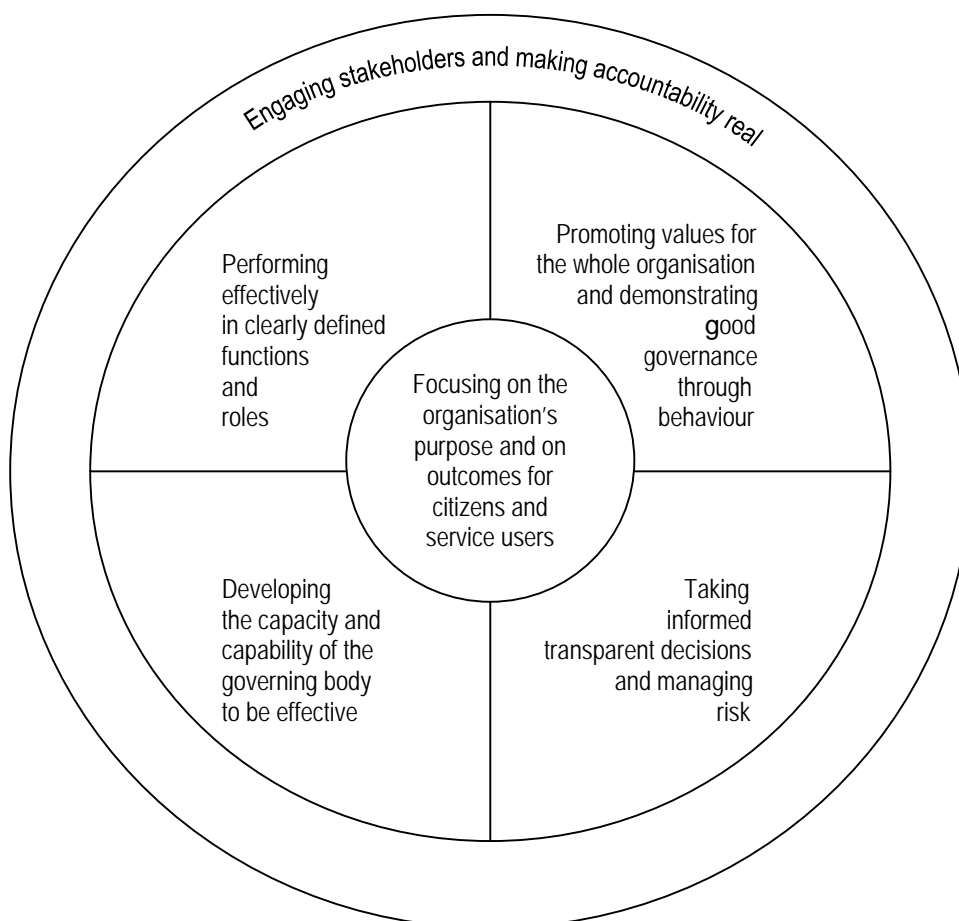 Engaging stakeholders and making accountability real
Performing
effectively
in clearly defined
functions
and
roles
Promoting values for
the whole organisation
and demonstrating
good
governance
through
behaviour
Focusing on the
organisation's
purpose and on
outcomes for
citizens and
service users
Developing
the capacity and
capability of the
governing body
to be effective
Taking
informed
transparent decisions
and managing
risk